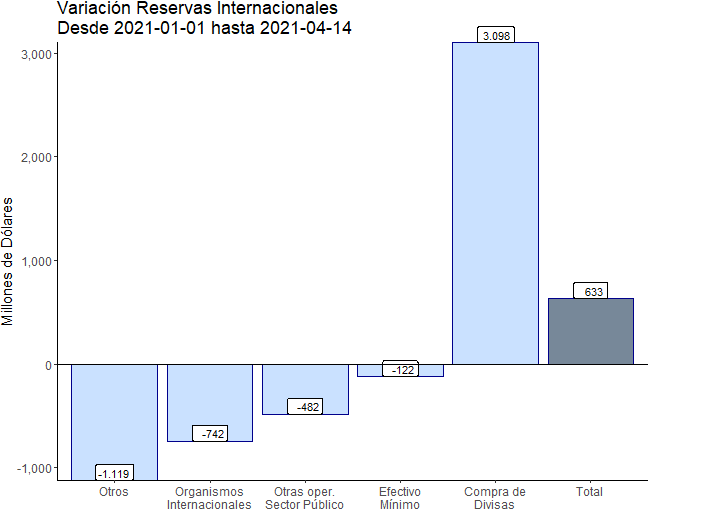 Variación Reservas Internacionales
Desde 2021-01-01 hasta 2021-04-14
Millones de Dólares
3,000
2,000
1,000
0
-1,000
-1.119
-742
-482
-122
3.098
633
Otros
Organismos
Internacionales
Otras oper.
Sector Público
Efectivo
Mínimo
Compra de
Divisas
Total